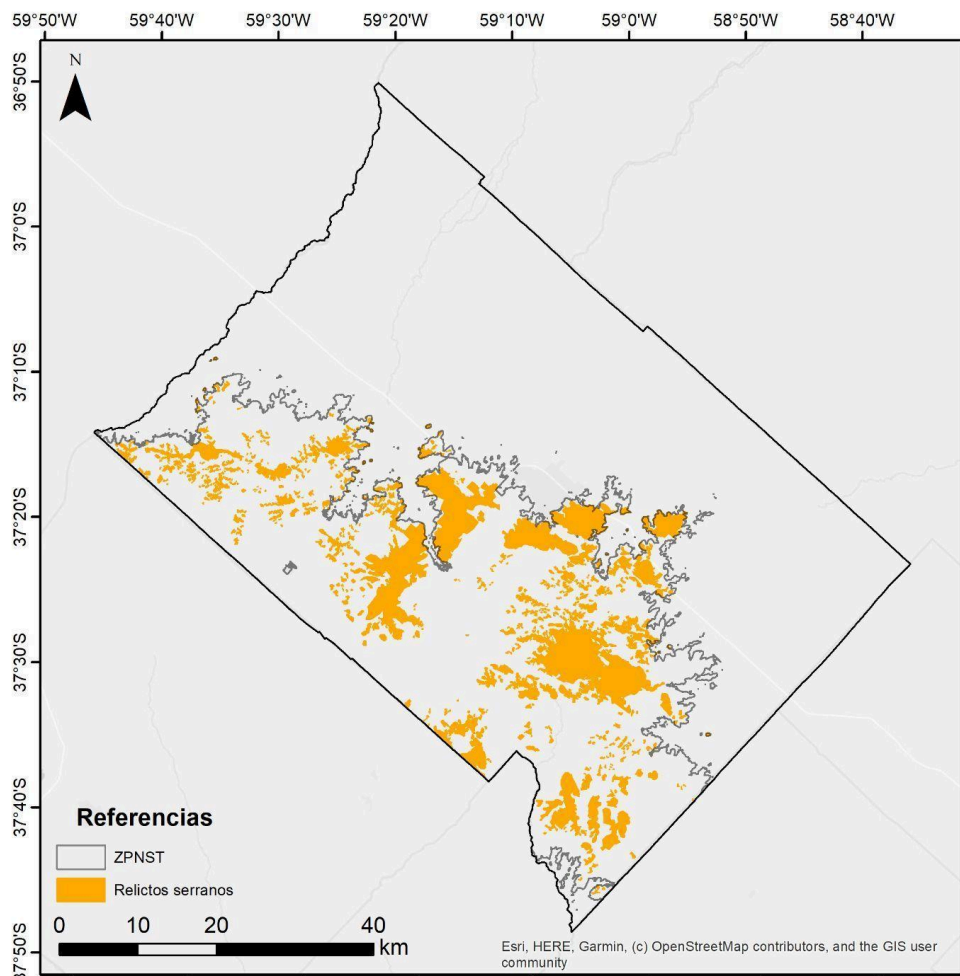 59°50'O 59°40'O 59°30'O 59°20'O 59°10'O 59°0'O 58°50'O 58°40'O
N
36°50'S
37°0'S
37°10'S
37°20'S
37°30'S
37°40'S
37°50'S
Referencias
ZPNST
Relictos serranos
0 10 20 40
km
Esri, HERE, Garmin, (c) OpenStreetMap contributors, and the GIS user
community